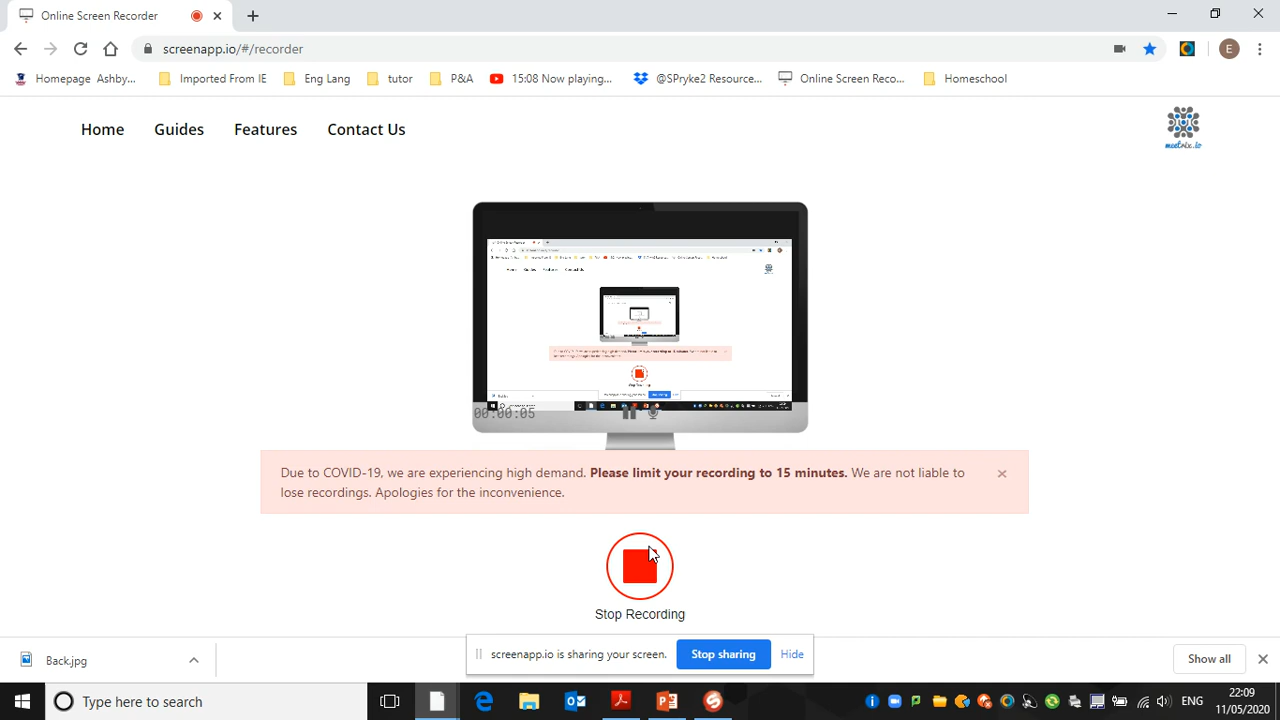 Online Screen Recorder
screenapp.io/#/recorder
E
Homepage Ashby...
Imported From IE
Eng Lang
tutor
P&A
15:08 Now playing,...
@SPryke2 Resource...
Online Screen Reco...
Homeschool
Home
Guides
Features
Contact Us
meetrix.io
00:00:05
Due to COVID-19, we are experiencing high demand. Please limit your recording to 15 minutes. We are not liable to
lose recordings. Apologies for the inconvenience.
Stop Recording
screenapp.io is sharing your screen.
Stop sharing
Hide
Back.jpg
Show all
Type here to search
ENG
22:09
11/05/2020